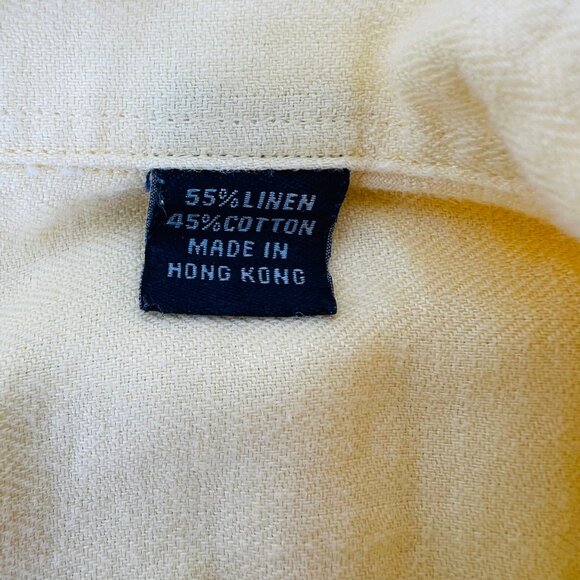 55% LINEN
45% COTTON
MADE IN
HONG KONG